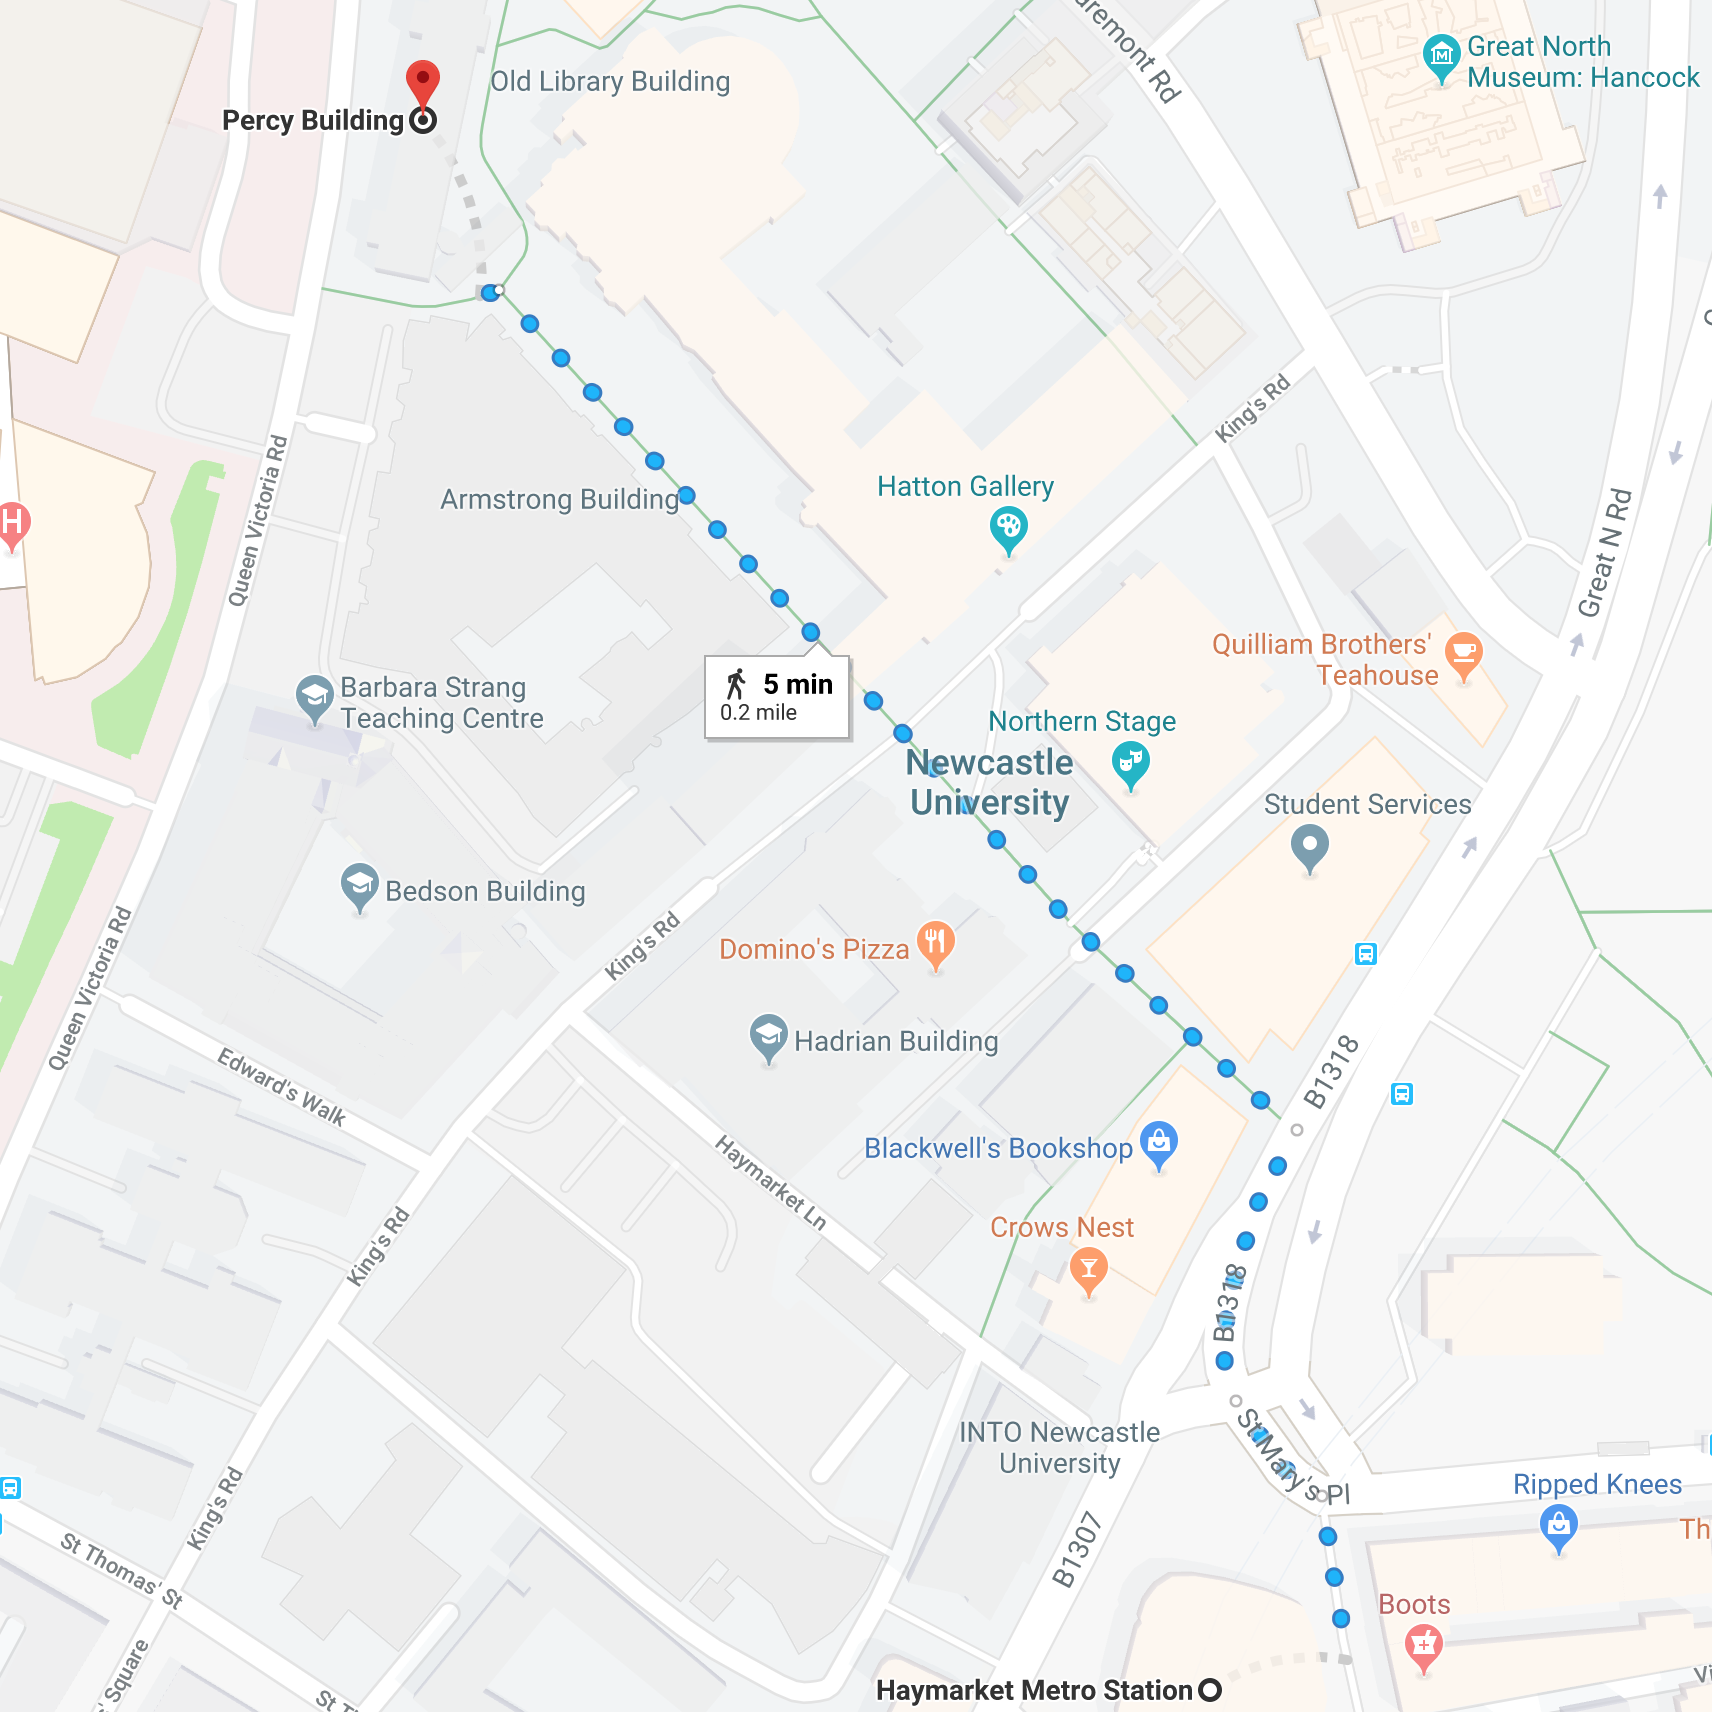 Great North
Museum: Hancock
Old Library Building
Percy Building
King's Rd
Queen Victoria Rd
Hatton Gallery
Armstrong Building
H
Great N Rd
Quilliam Brothers'
Teahouse
5 min
0.2 mile
Barbara Strang
Teaching Centre
Northern Stage
Newcastle
University
Student Services
Bedson Building
King's Rd
Domino's Pizza
Queen Victoria Rd
Hadrian Building
B1318
Edward's Walk
Blackwell's Bookshop
Haymarket Ln
Crows Nest
King's Rd
B1318
INTO Newcastle
University
St Mary's Pl
Ripped Knees
King's Rd
B1307
St Thomas' St
Th
Boots
Square
Haymarket Metro Station